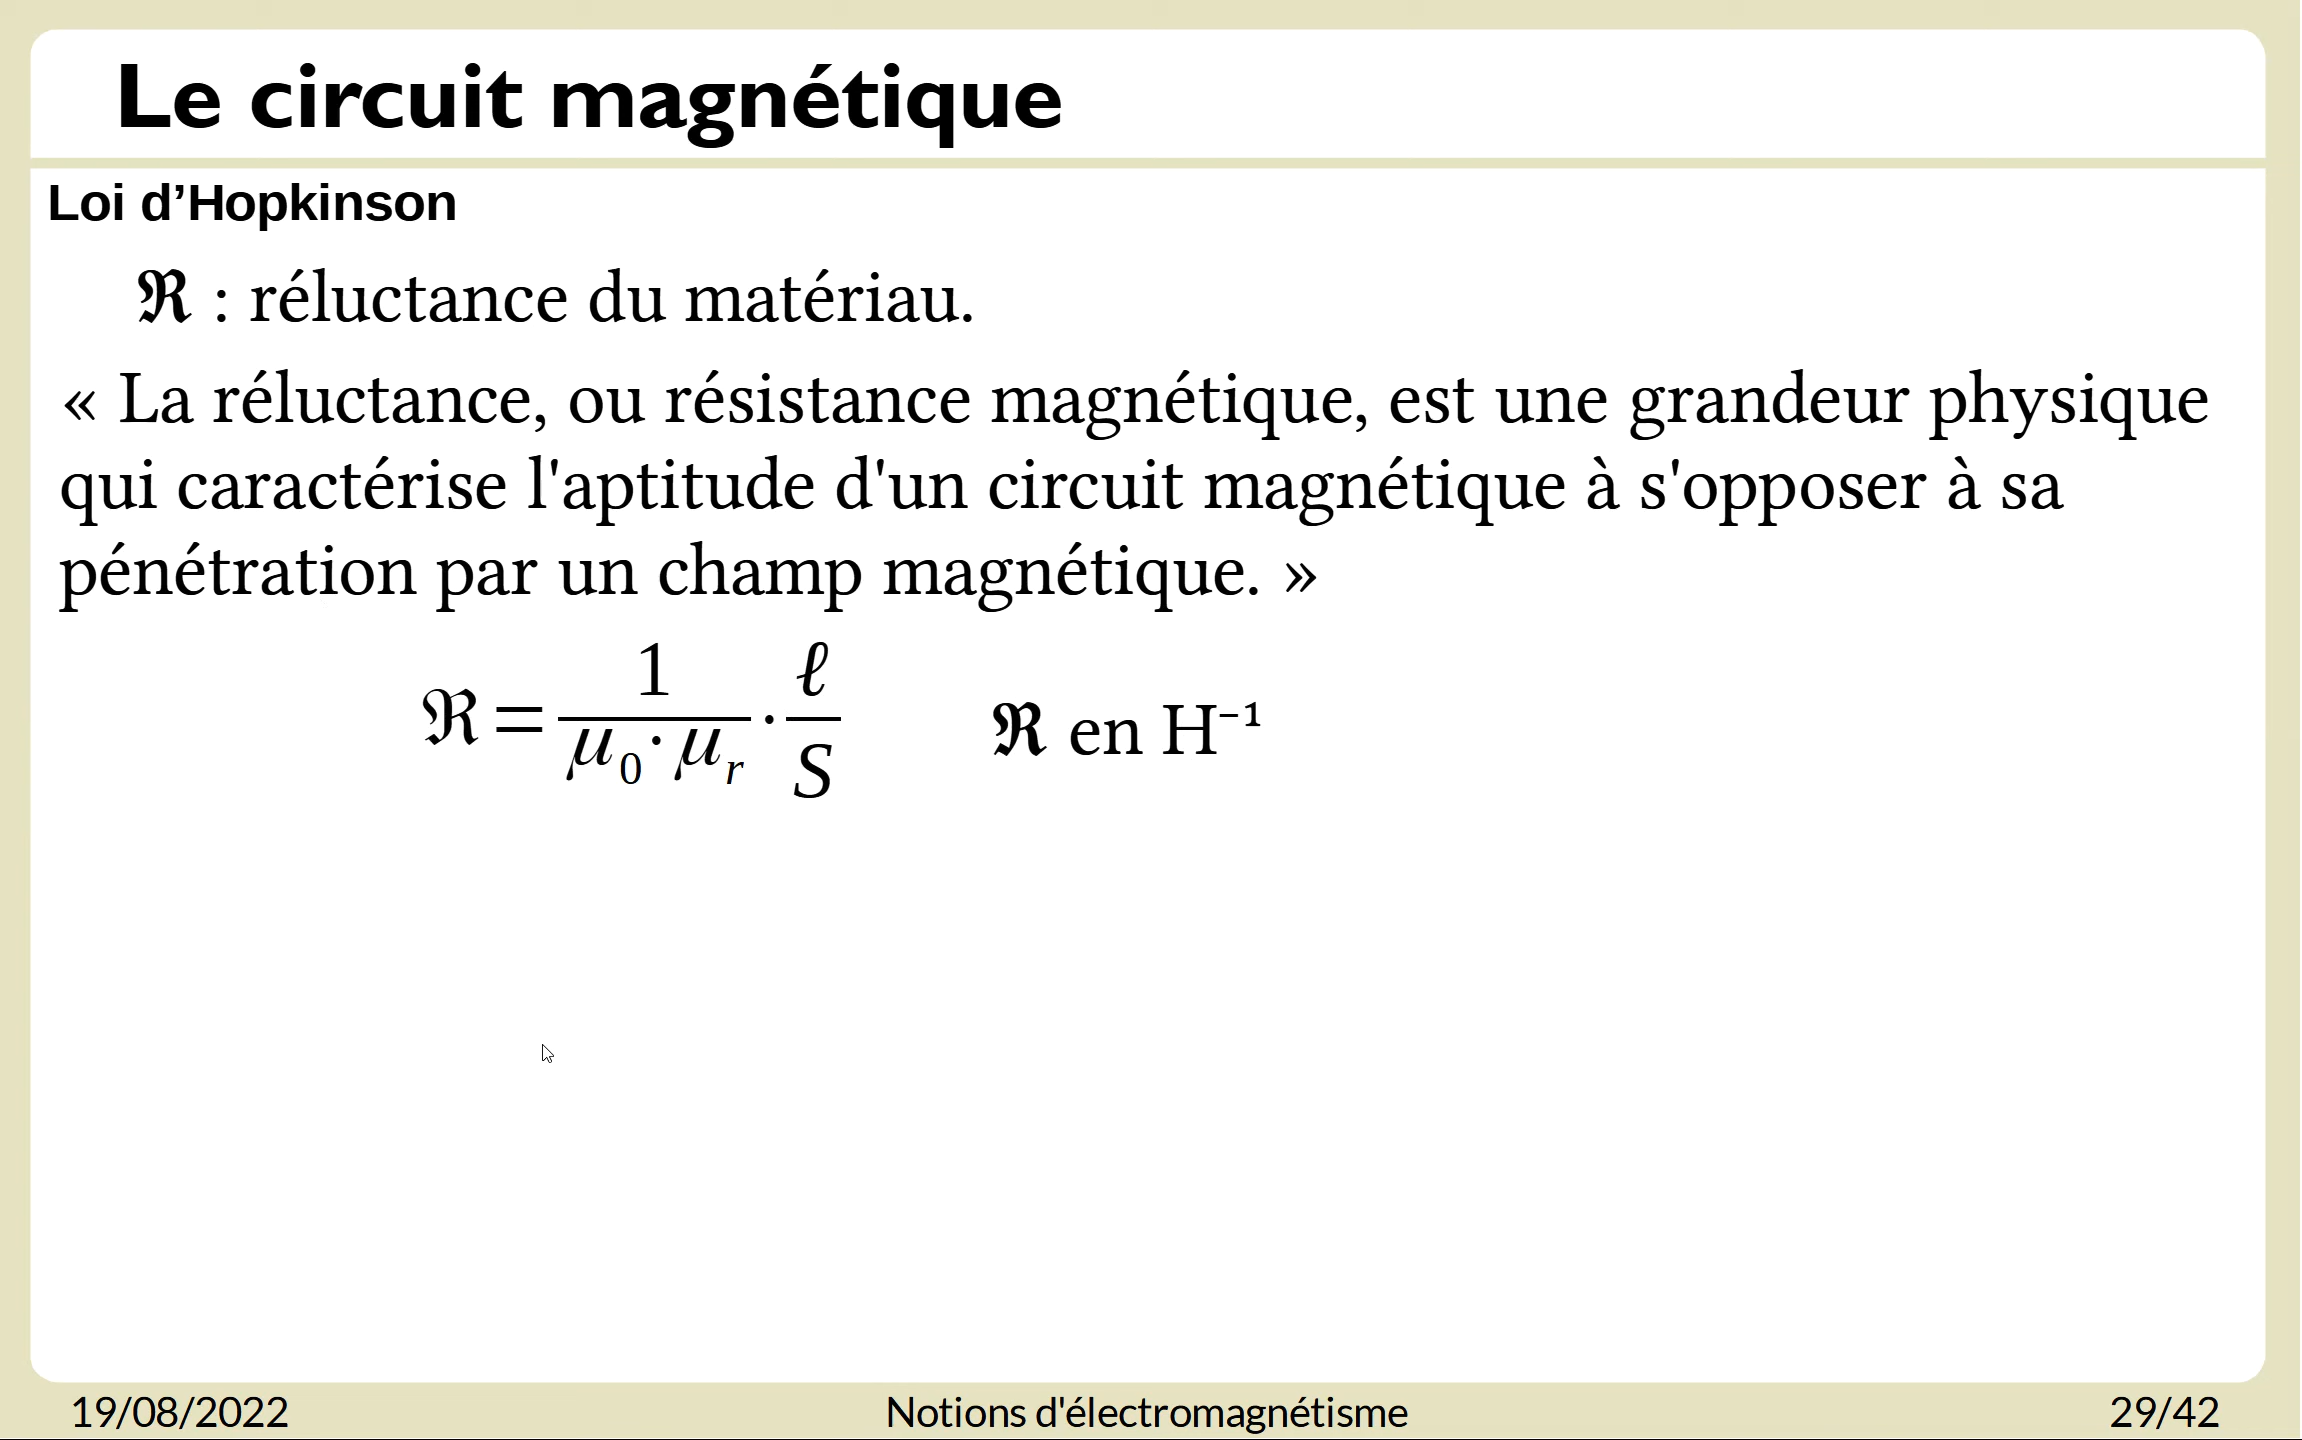 Le circuit magnétique
Loi d’Hopkinson
ℜ : réluctance du matériau.
« La réluctance, ou résistance magnétique, est une grandeur physique
qui caractérise l'aptitude d'un circuit magnétique à s'opposer à sa
pénétration par un champ magnétique. »
ℜ = 1/(μ₀·μᵣ) · ℓ/S ℜ en H⁻¹
19/08/2022 Notions d'électromagnétisme 29/42